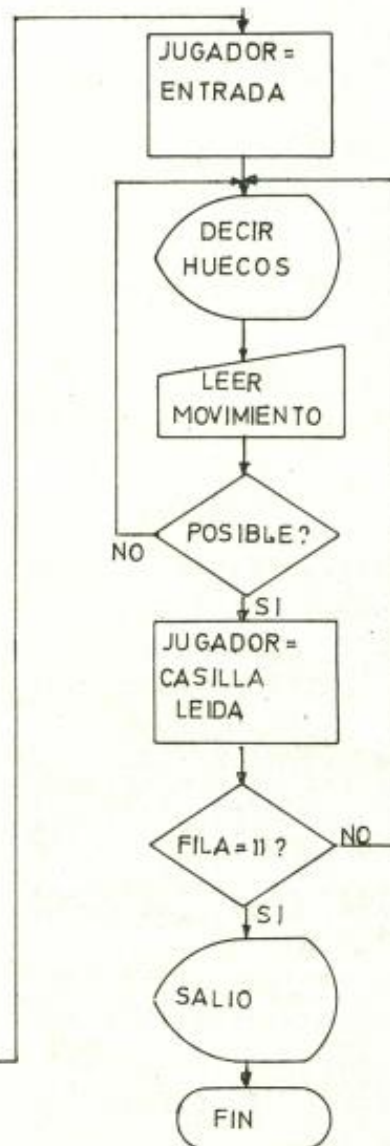 JUGADOR =
ENTRADA
DECIR
HUECOS
LEER
MOVIMIENTO
POSIBLE?
NO
SI
JUGADOR =
CASILLA
LEIDA
FILA = 11 ?
NO
SI
SALIO
FIN